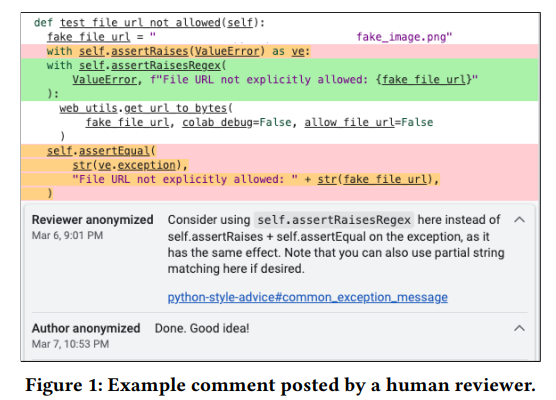 def test_file_url_not_allowed(self):
fake_file_url = " fake_image.png"
with self.assertRaises(ValueError) as ve:
with self.assertRaisesRegex(
ValueError, f"File URL not explicitly allowed: {fake_file_url}"
):
web_utils.get_url_to_bytes(
fake_file_url, colab_debug=False, allow_file_url=False
)
self.assertEqual(
str(ve.exception),
"File URL not explicitly allowed: " + str(fake_file_url),
)
Reviewer anonymized
Mar 6, 9:01 PM
Consider using self.assertRaisesRegex here instead of
self.assertRaises + self.assertEqual on the exception, as it
has the same effect. Note that you can also use partial string
matching here if desired.
python-style-advice#common_exception_message
Author anonymized
Mar 7, 10:53 PM
Done. Good idea!
Figure 1: Example comment posted by a human reviewer.